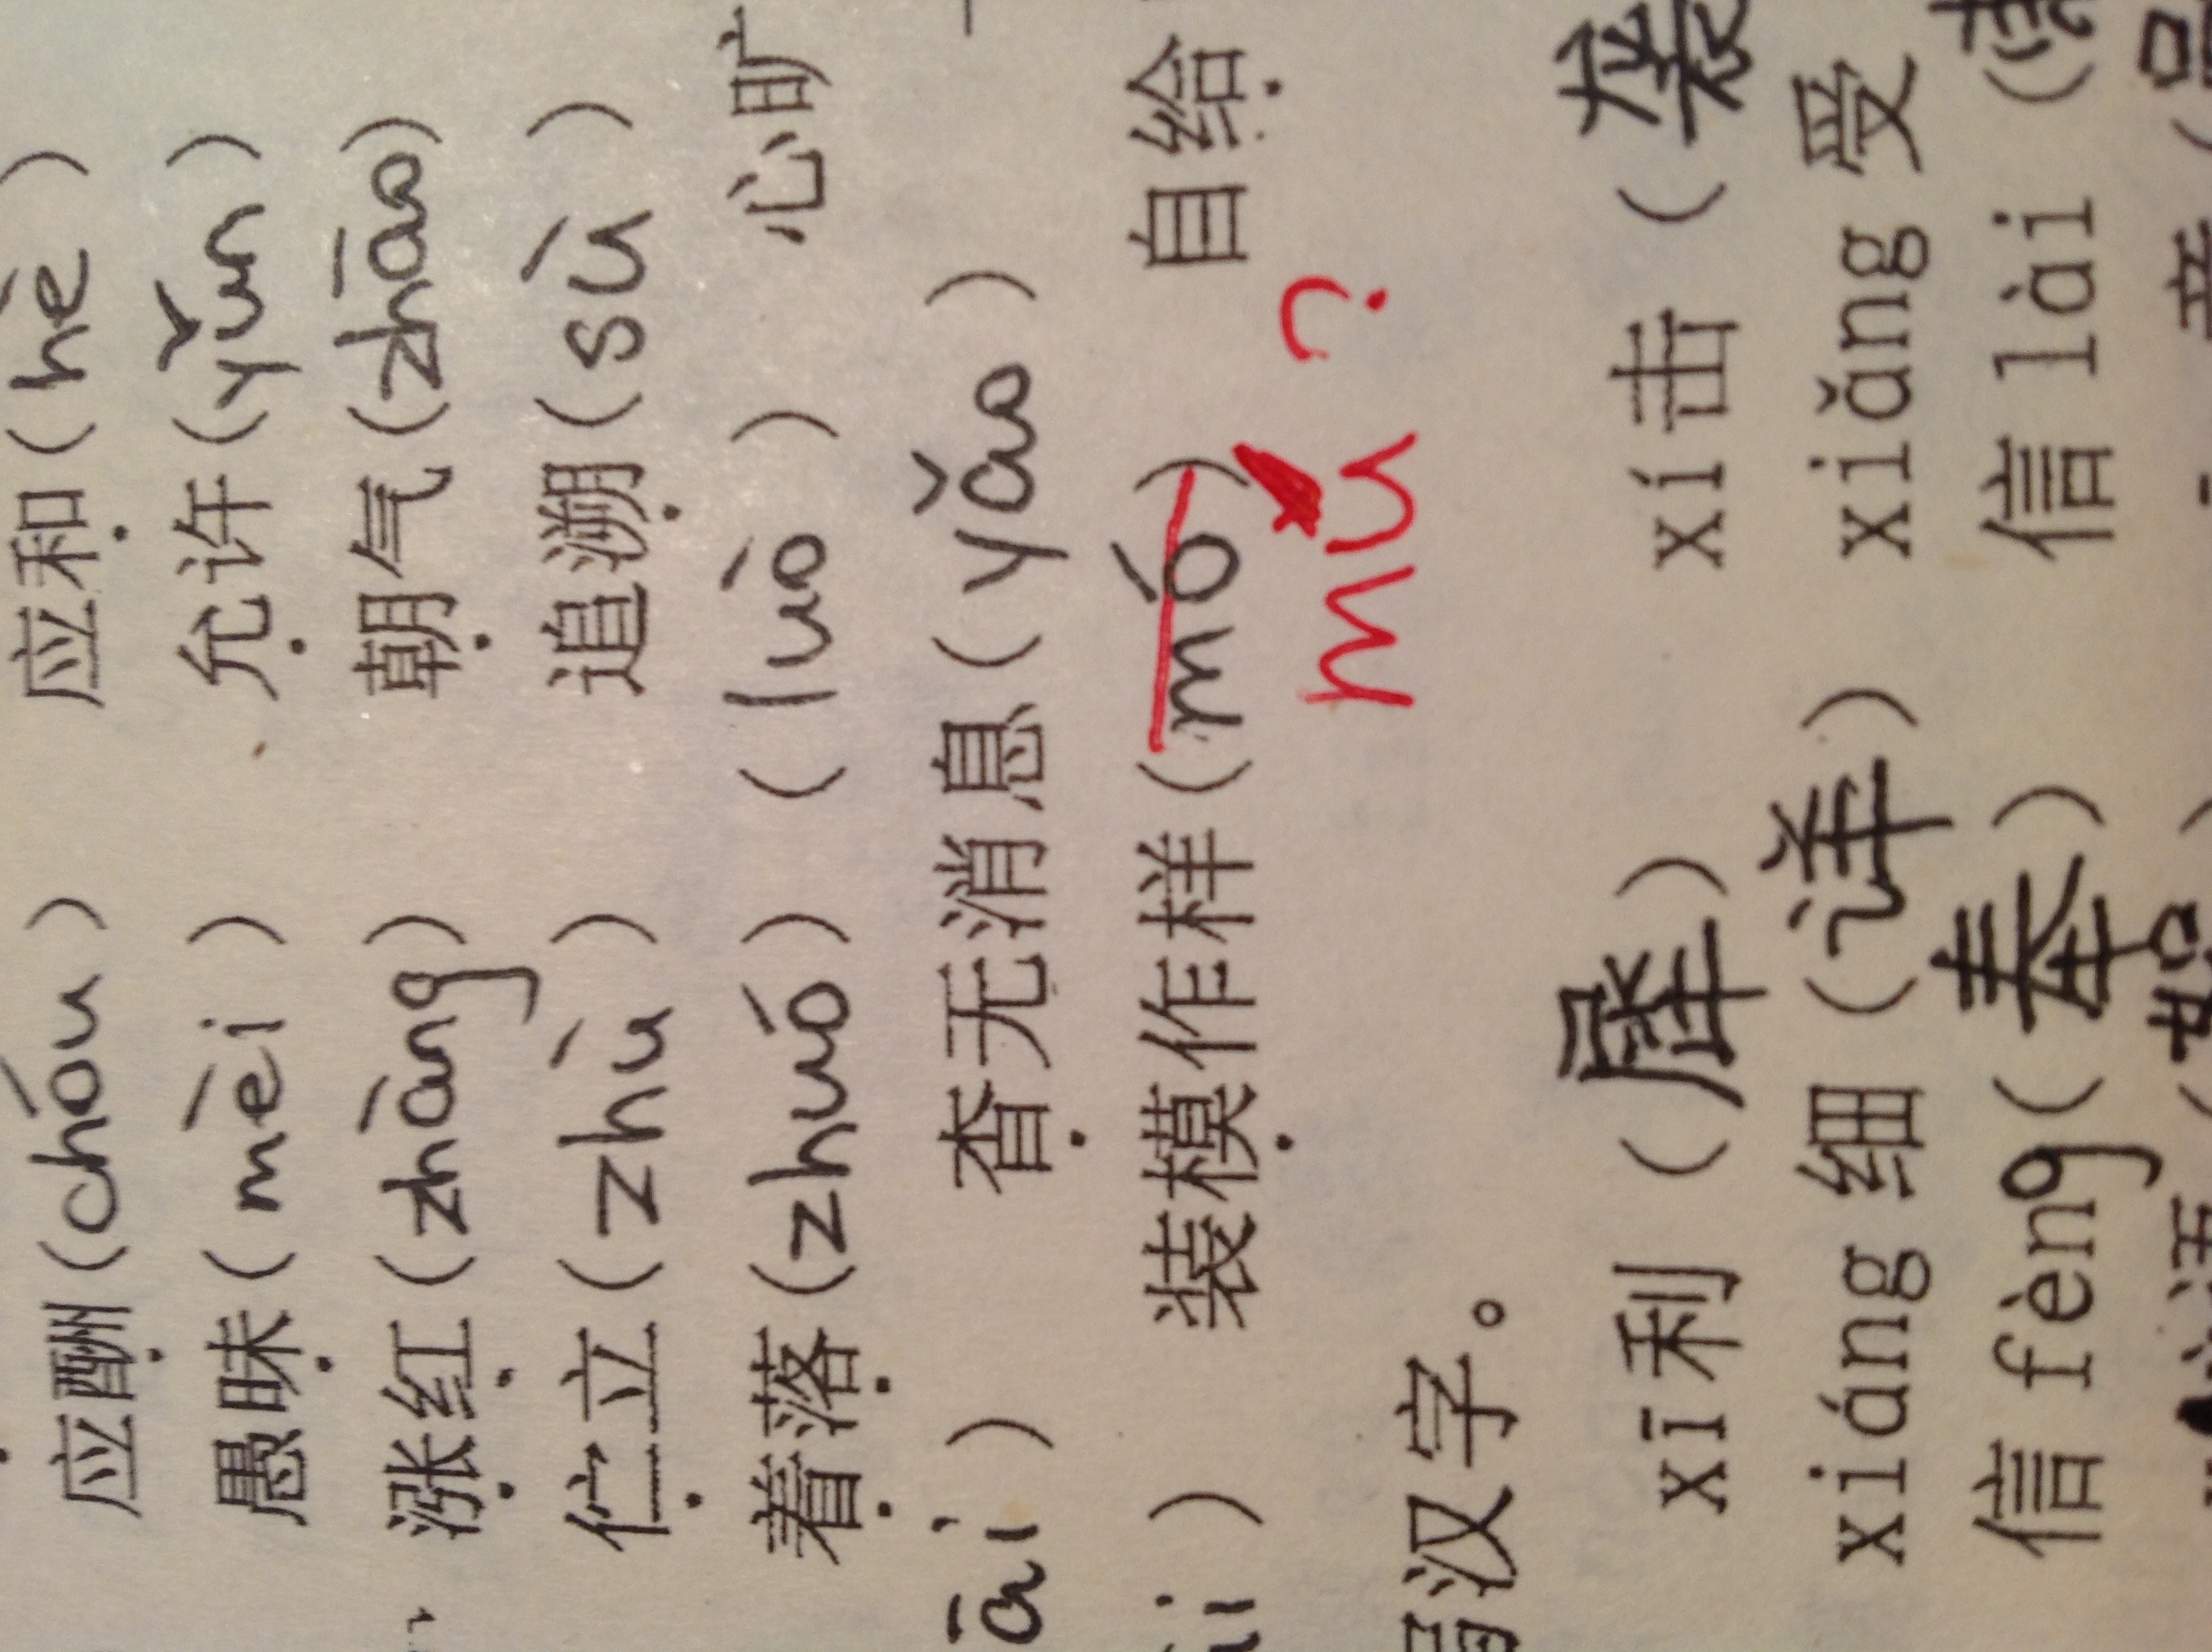 应酬(chóu) 应和(hè)
愚昧(mèi) 允许(yǔn)
涨红(zhàng) 朝气(zhāo)
伫立(zhù) 追溯(sù)
着落(zhuó)(luò) 心旷
āi) 杳无消息(yǎo)
i) 装模作样(mó) 自给
mú?
汉字。
xī利(犀) xí击(袭
xiáng细(详) xiǎng受
信fèng(奉) 信lài(
语(絮